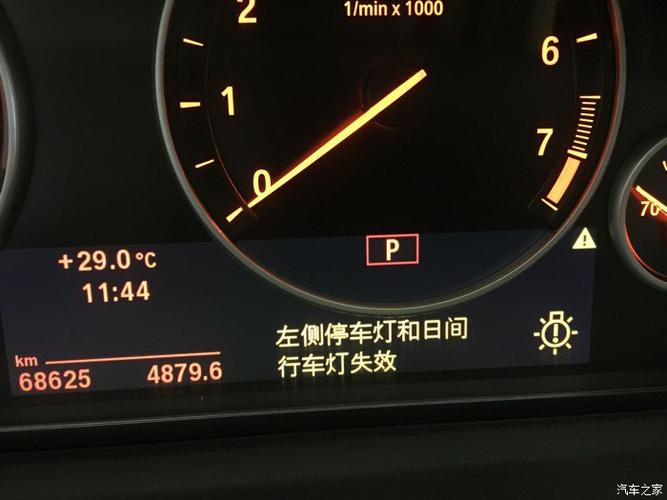 2
1/min x 1000
6
1
7
0
70
P
+29.0°C
11:44
左侧停车灯和日间
行车灯失效
km
68625 4879.6
汽车之家